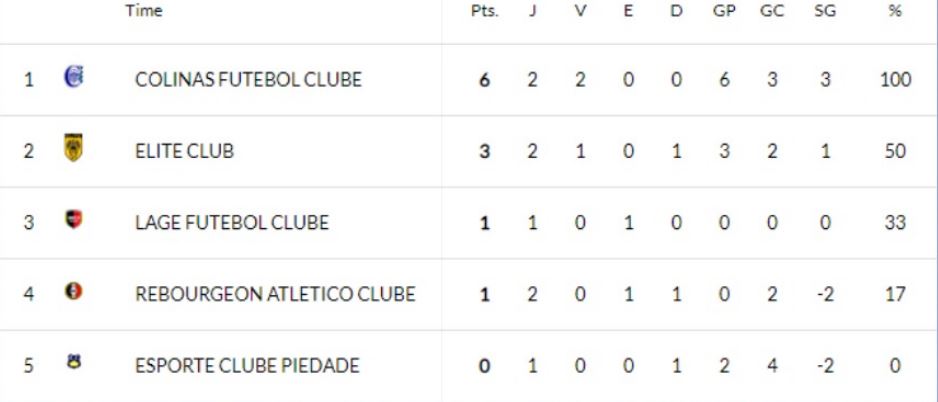 Time Pts. J V E D GP GC SG %
1 COLINAS FUTEBOL CLUBE 6 2 2 0 0 6 3 3 100
2 ELITE CLUB 3 2 1 0 1 3 2 1 50
3 LAGE FUTEBOL CLUBE 1 1 0 1 0 0 0 0 33
4 REBOURGEON ATLETICO CLUBE 1 2 0 1 1 0 2 -2 17
5 ESPORTE CLUBE PIEDADE 0 1 0 0 1 2 4 -2 0